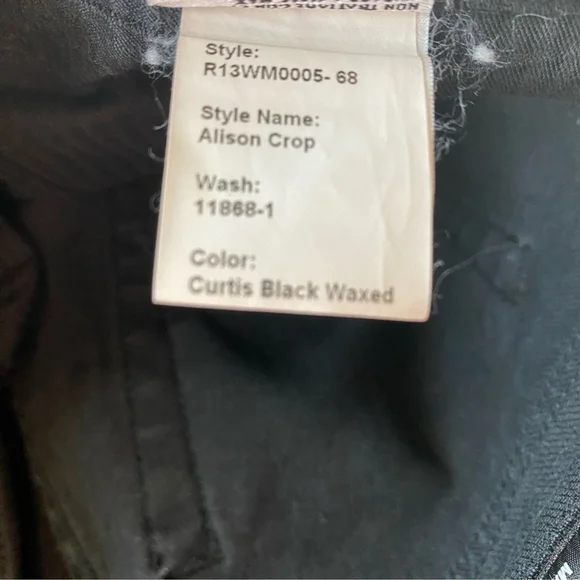 Style:
R13WM0005- 68
Style Name:
Alison Crop
Wash:
11868-1
Color:
Curtis Black Waxed